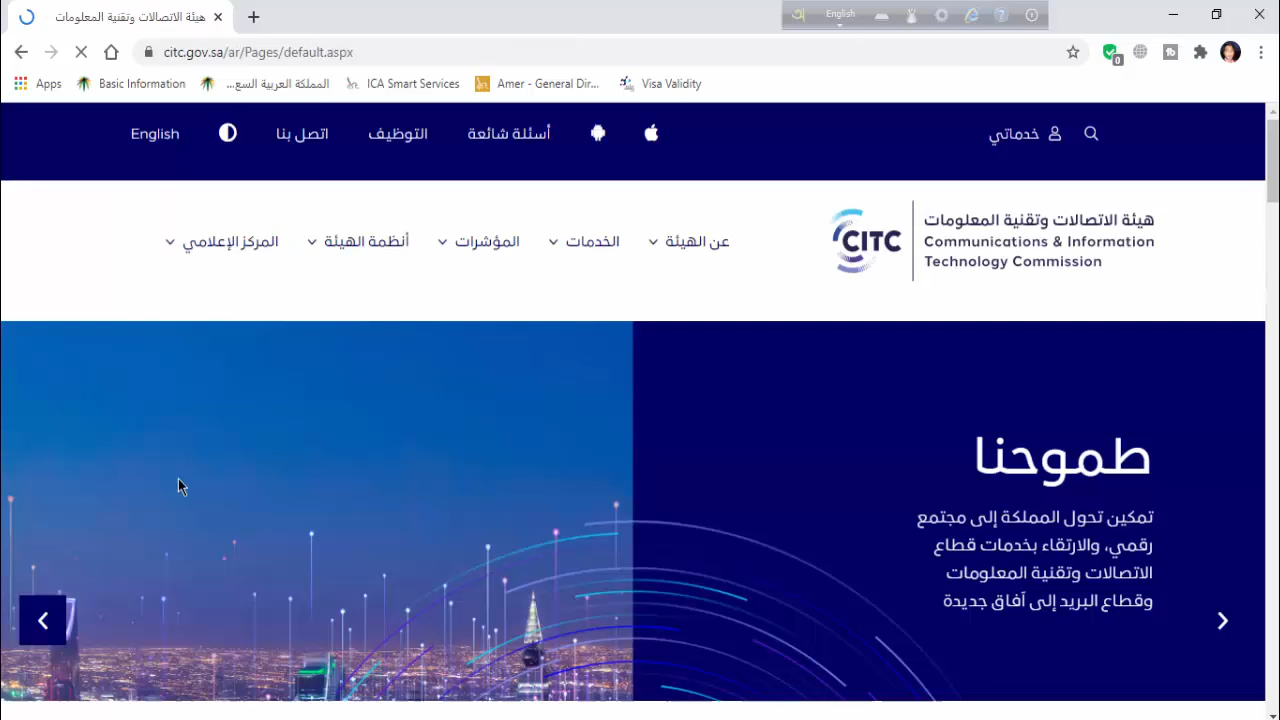 هيئة الاتصالات وتقنية المعلومات
English
citc.gov.sa/ar/Pages/default.aspx
0
Apps
Basic Information
المملكة العربية السع...
ICA Smart Services
Amer - General Dir...
Visa Validity
خدماتي
أسئلة شائعة
التوظيف
اتصل بنا
English
هيئة الاتصالات وتقنية المعلومات
CITC
Communications & Information
Technology Commission
عن الهيئة
الخدمات
المؤشرات
أنظمة الهيئة
المركز الإعلامي
طموحنا
تمكين تحول المملكة إلى مجتمع
رقمي، والارتقاء بخدمات قطاع
الاتصالات وتقنية المعلومات
وقطاع البريد إلى آفاق جديدة